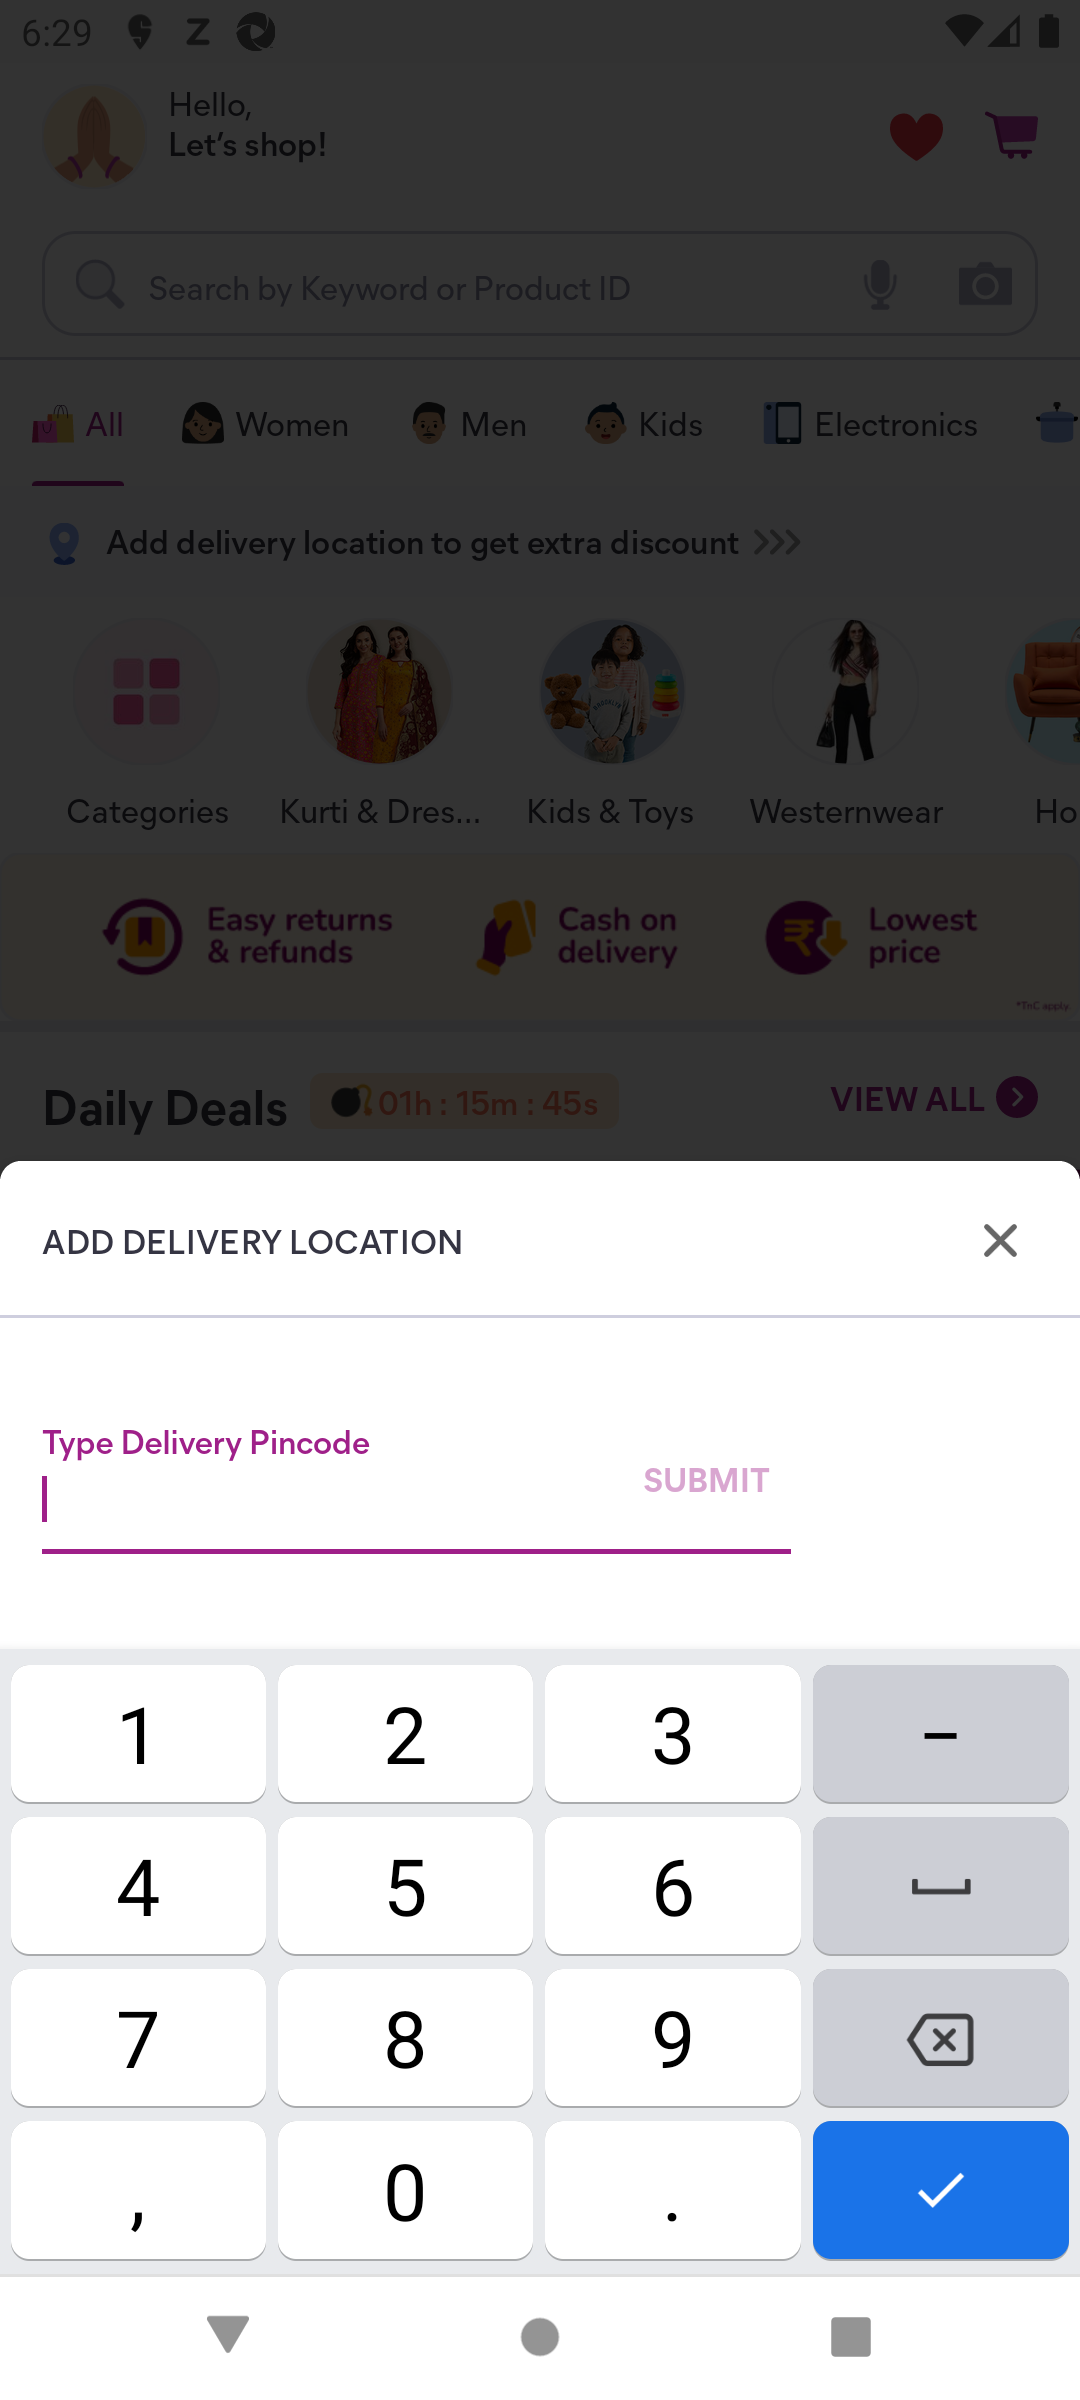 6:29
Hello,
Let's shop!
Search by Keyword or Product ID
All
Women
Men
Kids
Electronics
Add delivery location to get extra discount
Categories
Kurti & Dres...
Kids & Toys
Westernwear
Ho
Easy returns
& refunds
Cash on
delivery
Lowest
price
*TnC apply
Daily Deals
01h : 15m : 45s
VIEW ALL
ADD DELIVERY LOCATION
Type Delivery Pincode
SUBMIT
1 2 3 –
4 5 6
7 8 9
, 0 .